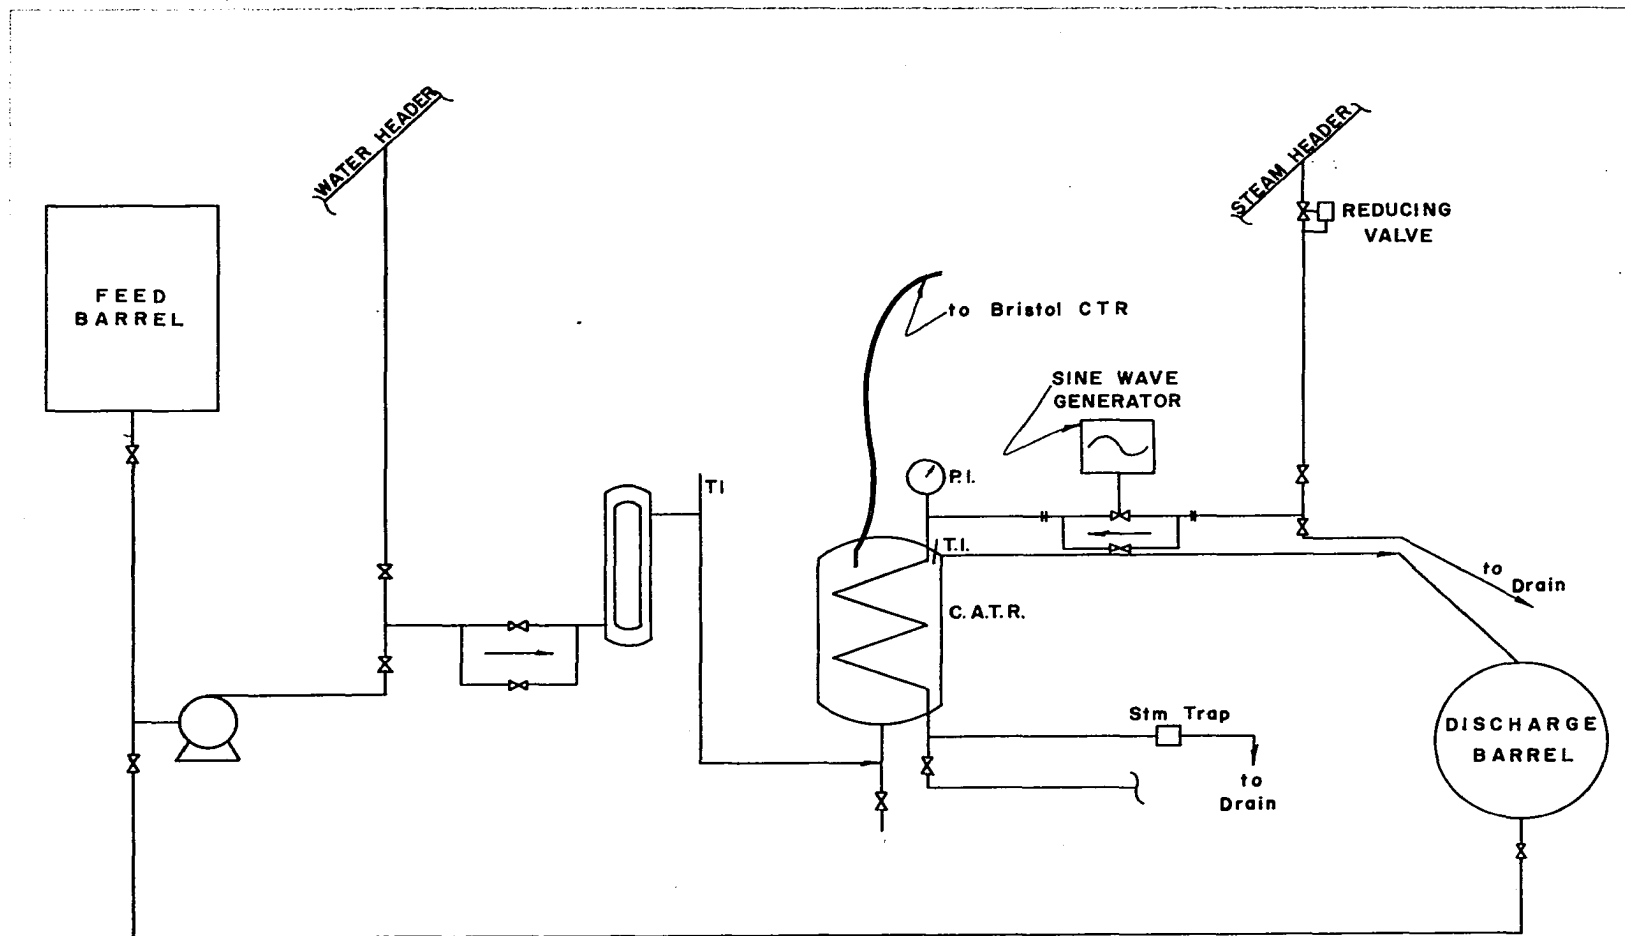 WATER HEADER
STEAM HEADER
REDUCING
VALVE
FEED
BARREL
to Bristol CTR
SINE WAVE
GENERATOR
P.I.
TI
T.I.
to
Drain
C.A.T.R.
Stm Trap
DISCHARGE
BARREL
to
Drain